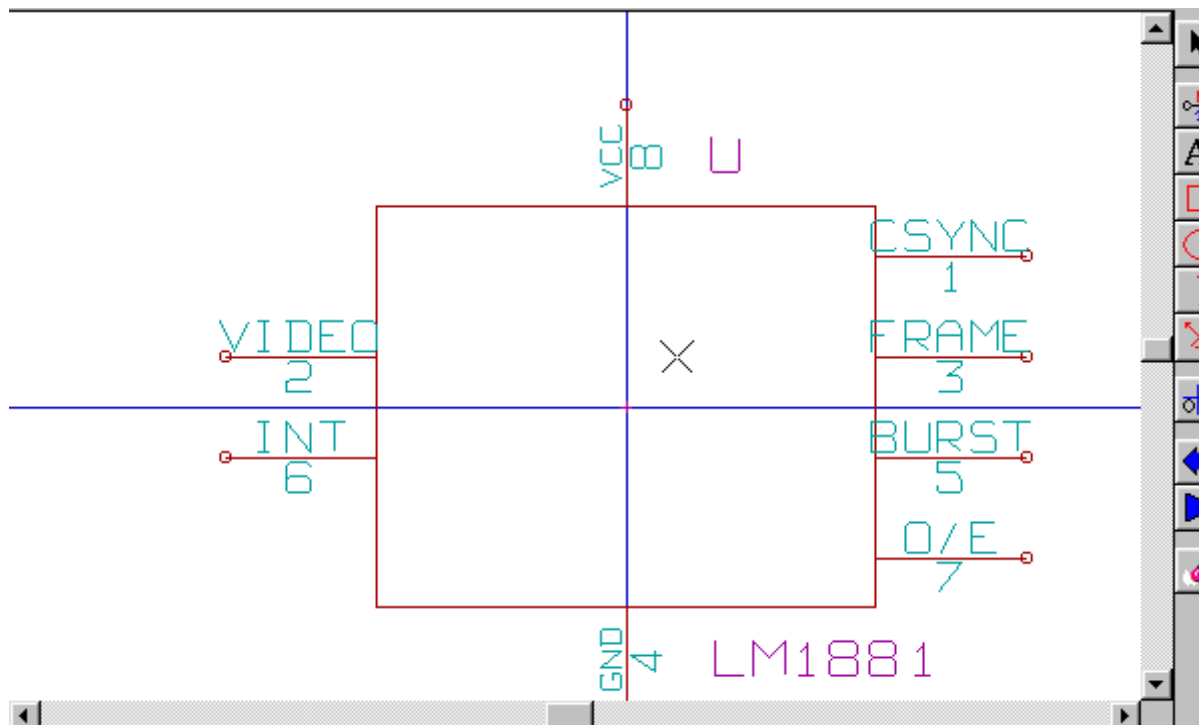 VCC
8
U
CSYNC
1
VIDEO
2
FRAME
3
INT
6
BURST
5
O/E
7
GND
4
LM1881
A